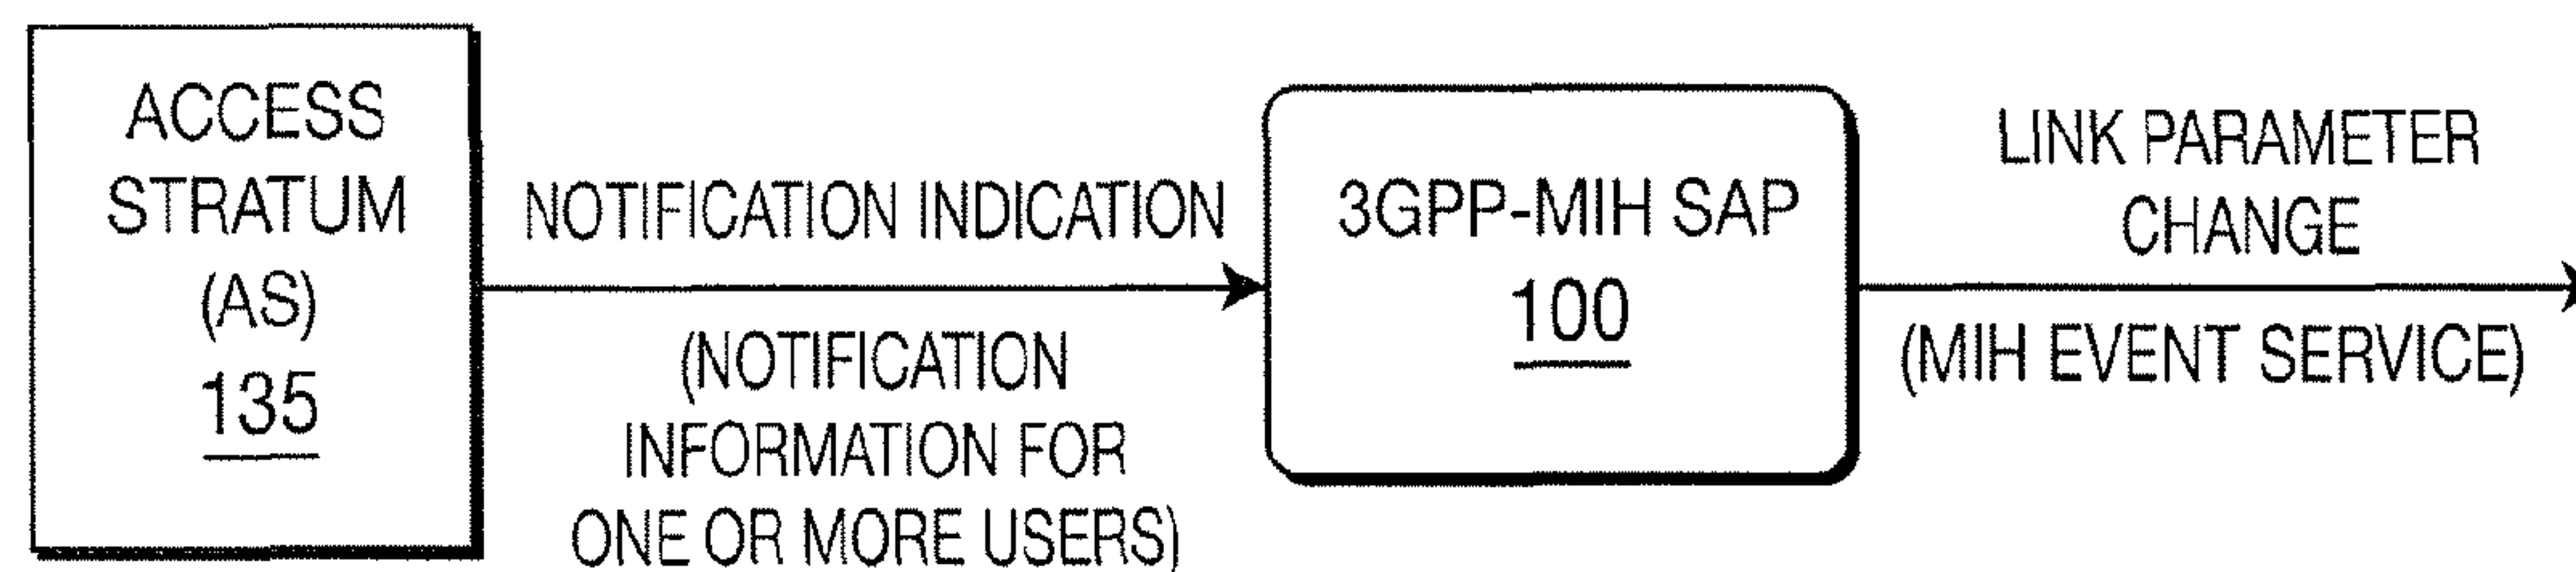 ACCESS
STRATUM
(AS)
135
NOTIFICATION INDICATION
(NOTIFICATION
INFORMATION FOR
ONE OR MORE USERS)
3GPP-MIH SAP
100
LINK PARAMETER
CHANGE
(MIH EVENT SERVICE)